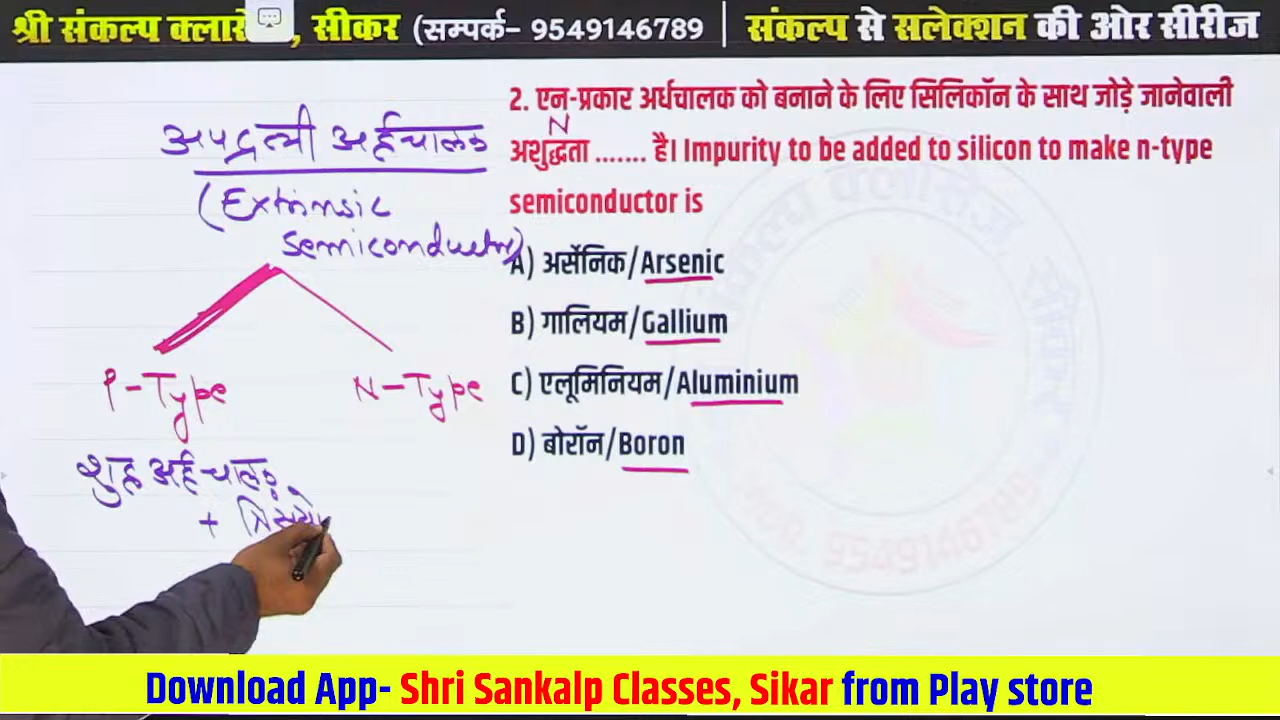 श्री संकल्प क्लासेज, सीकर (सम्पर्क– 9549146789 | संकल्प से सलेक्शन की ओर सीरीज
2. एन-प्रकार अर्धचालक को बनाने के लिए सिलिकॉन के साथ जोड़े जानेवाली
N
अशुद्धता ....... है। Impurity to be added to silicon to make n-type
semiconductor is
A) अर्सेनिक/Arsenic
B) गालियम/Gallium
C) एलूमिनियम/Aluminium
D) बोरॉन/Boron
अपद्रव्यी अर्द्धचालक
(Extrinsic
semiconductor)
P-Type
N-Type
शुद्ध अर्द्धचालक
+
Download App- Shri Sankalp Classes, Sikar from Play store